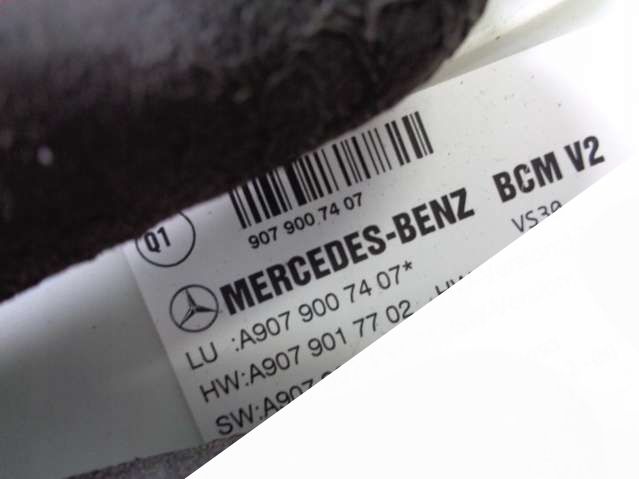 907 900 74 07
Q1
MERCEDES-BENZ BCM V2
VS30
LU :A907 900 74 07*
HW:A907 901 77 02
SW:A907